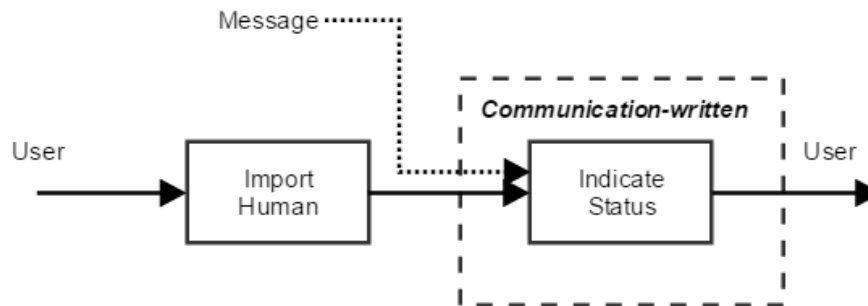 Message
Communication-written
User
User
Import
Human
Indicate
Status